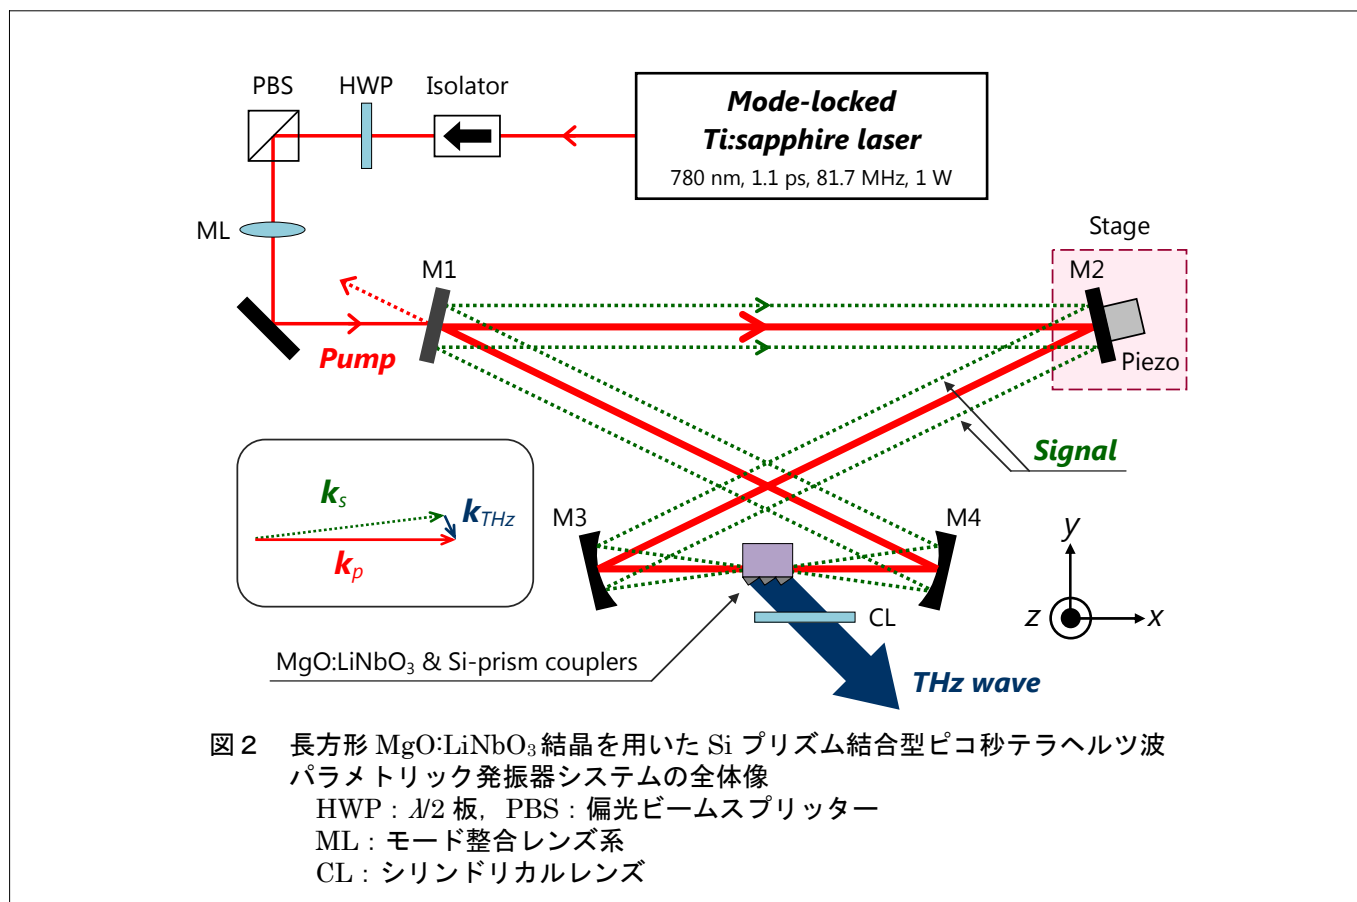 PBS
HWP
Isolator
Mode-locked
Ti:sapphire laser
780 nm, 1.1 ps, 81.7 MHz, 1 W
ML
M1
Stage
M2
Pump
Piezo
Signal
ks
kTHz
kp
M3
M4
y
z
x
CL
MgO:LiNbO3 & Si-prism couplers
THz wave
図2 長方形 MgO:LiNbO3結晶を用いた Si プリズム結合型ピコ秒テラヘルツ波
パラメトリック発振器システムの全体像
HWP：λ/2 板，PBS：偏光ビームスプリッター
ML：モード整合レンズ系
CL：シリンドリカルレンズ